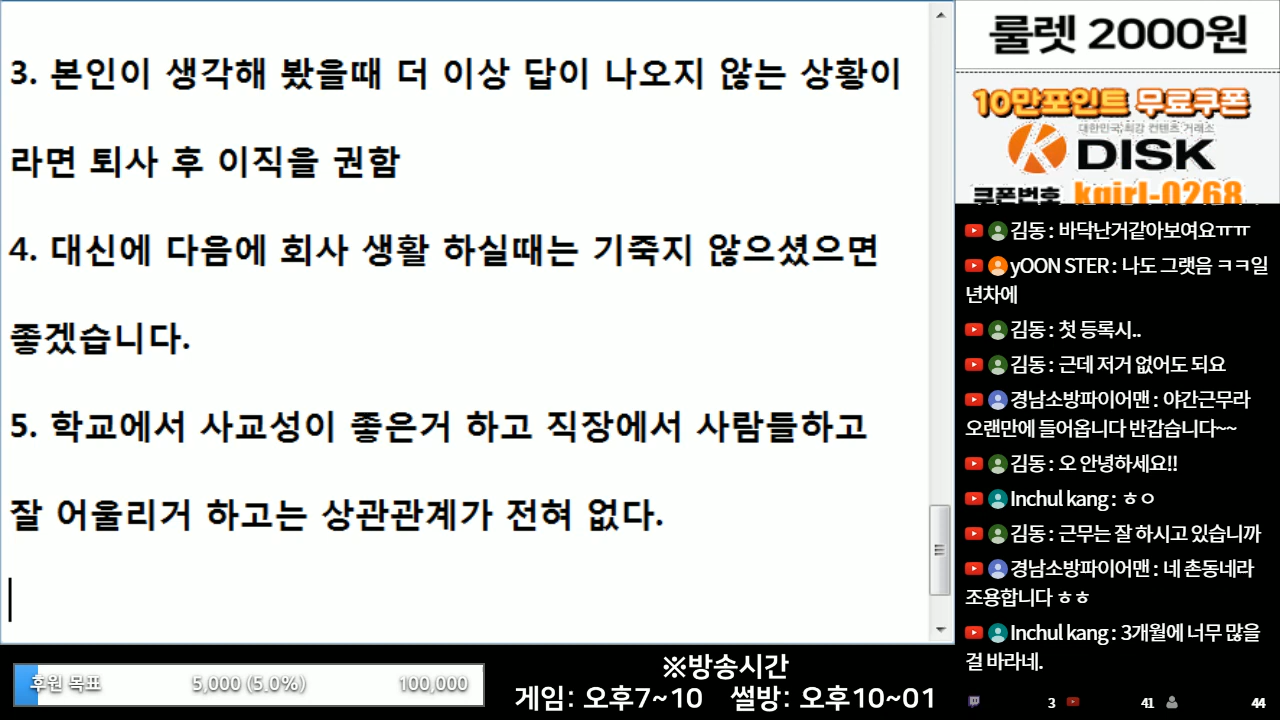 3. 본인이 생각해 봤을때 더 이상 답이 나오지 않는 상황이
라면 퇴사 후 이직을 권함
4. 대신에 다음에 회사 생활 하실때는 기죽지 않으셨으면
좋겠습니다.
5. 학교에서 사교성이 좋은거 하고 직장에서 사람들하고
잘 어울리거 하고는 상관관계가 전혀 없다.
룰렛 2000원
10만포인트 무료쿠폰
대한민국 최강 컨텐츠 거래소
K DISK
쿠폰번호 kgirl-0268
김동 : 바닥난거같아보여요ㅠㅠ
yOON STER : 나도 그랫음 ㅋㅋ일
년차에
김동 : 첫 등록시..
김동 : 근데 저거 없어도 되요
경남소방파이어맨 : 야간근무라
오랜만에 들어옵니다 반갑습니다~~
김동 : 오 안녕하세요!!
Inchul kang : ㅎㅇ
김동 : 근무는 잘 하시고 있습니까
경남소방파이어맨 : 네 촌동네라
조용합니다 ㅎㅎ
Inchul kang : 3개월에 너무 많을
걸 바라네.
3 41 44
후원 목표 5,000 (5.0%) 100,000
※방송시간
게임: 오후7~10 썰방: 오후10~01